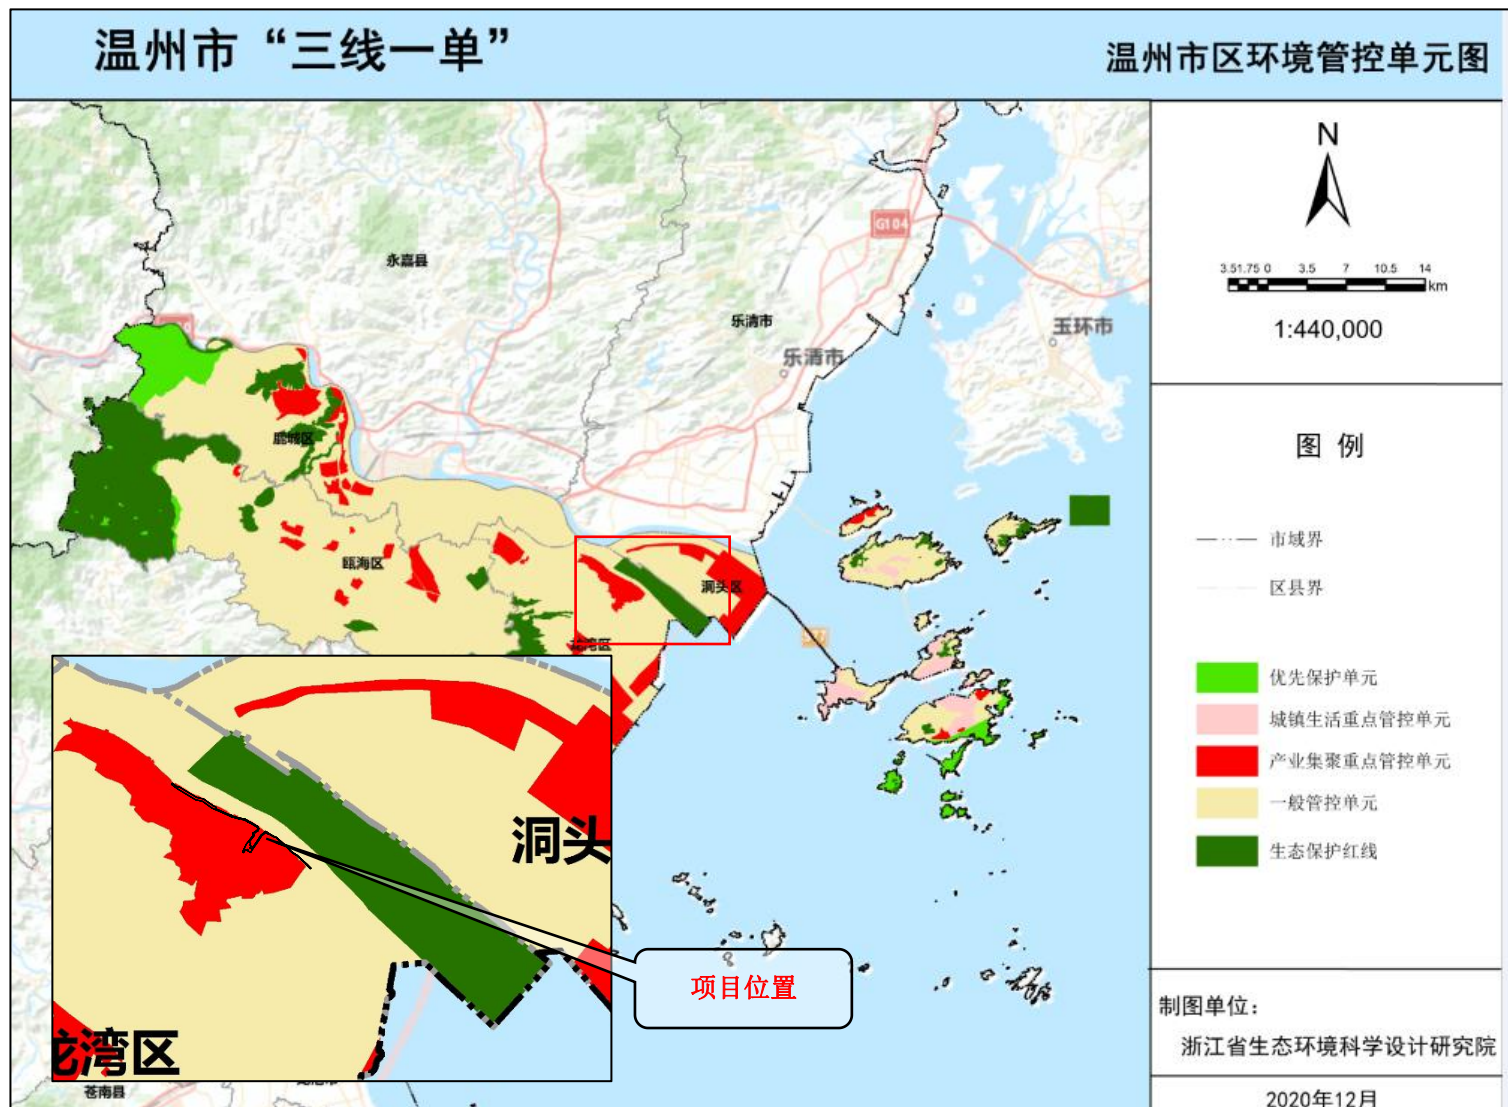 温州市“三线一单”
温州市区环境管控单元图
N
3.51.75 0 3.5 7 10.5 14
km
1:440,000
G104
永嘉县
乐清市
乐清市
玉环市
鹿城区
瓯海区
洞头区
龙湾区
图 例
市域界
区县界
优先保护单元
城镇生活重点管控单元
产业集聚重点管控单元
一般管控单元
生态保护红线
洞头
项目位置
龙湾区
苍南县
制图单位：
浙江省生态环境科学设计研究院
2020年12月